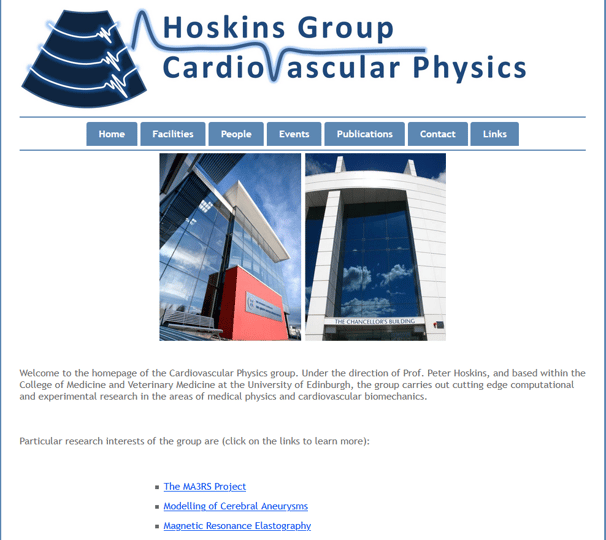 Hoskins Group
Cardiovascular Physics
Home Facilities People Events Publications Contact Links
THE CHANCELLOR'S BUILDING
Welcome to the homepage of the Cardiovascular Physics group. Under the direction of Prof. Peter Hoskins, and based within the
College of Medicine and Veterinary Medicine at the University of Edinburgh, the group carries out cutting edge computational
and experimental research in the areas of medical physics and cardiovascular biomechanics.
Particular research interests of the group are (click on the links to learn more):
The MA3RS Project
Modelling of Cerebral Aneurysms
Magnetic Resonance Elastography